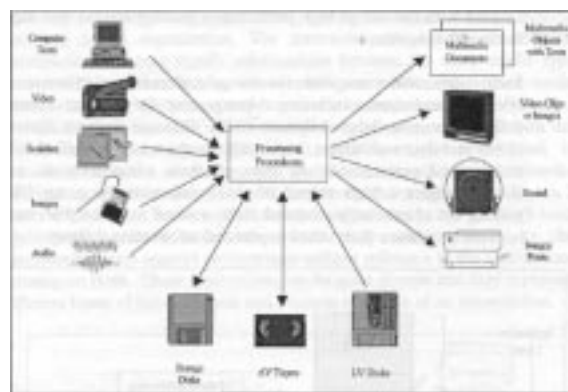 Computer
Text
Video
Scanner
Images
Audio
Processing
Procedures
Multimedia
Documents
Multimedia
Objects
with Texts
Video Clips
or Images
Sound
Images
Prints
Storage
Disks
AV Tapes
LV Disks